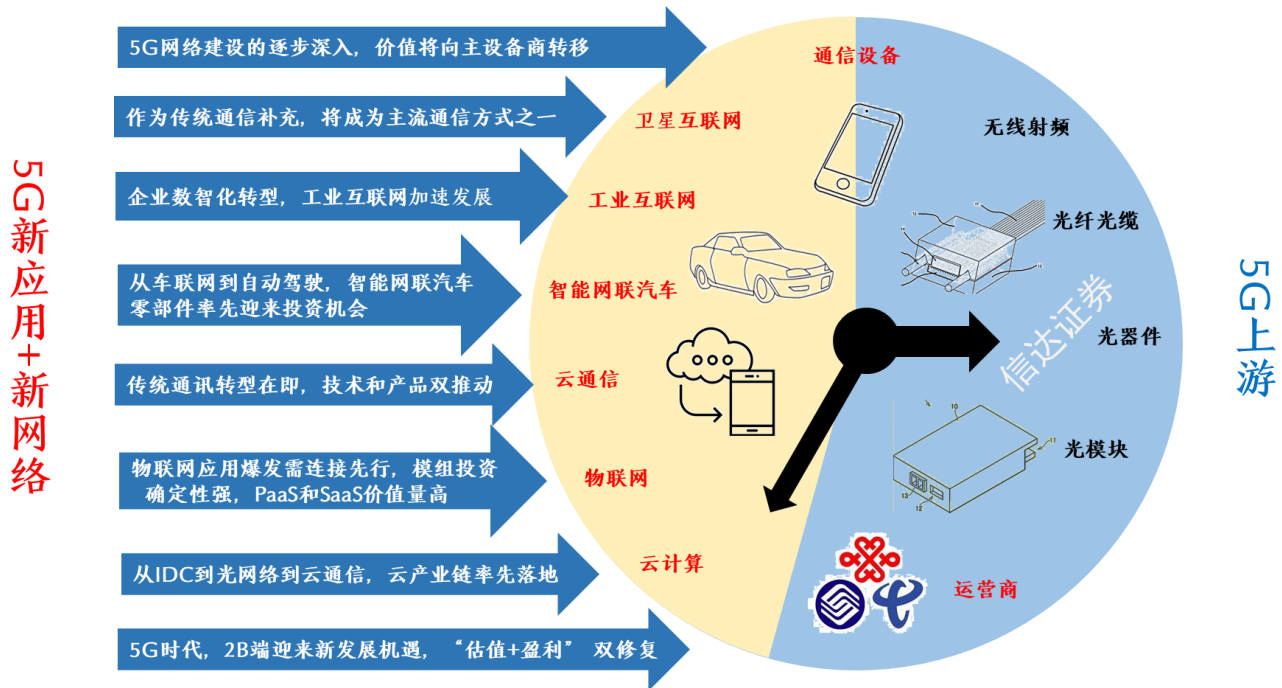 5G新应用+新网络
5G网络建设的逐步深入，价值将向主设备商转移
作为传统通信补充，将成为主流通信方式之一
企业数智化转型，工业互联网加速发展
从车联网到自动驾驶，智能网联汽车
零部件率先迎来投资机会
传统通讯转型在即，技术和产品双推动
物联网应用爆发需连接先行，模组投资
确定性强，PaaS和SaaS价值量高
从IDC到光网络到云通信，云产业链率先落地
5G时代，2B端迎来新发展机遇，“估值+盈利”双修复
通信设备
卫星互联网
工业互联网
智能网联汽车
云通信
物联网
云计算
无线射频
光纤光缆
光器件
光模块
10
11
13
12
运营商
信达证券
5G上游